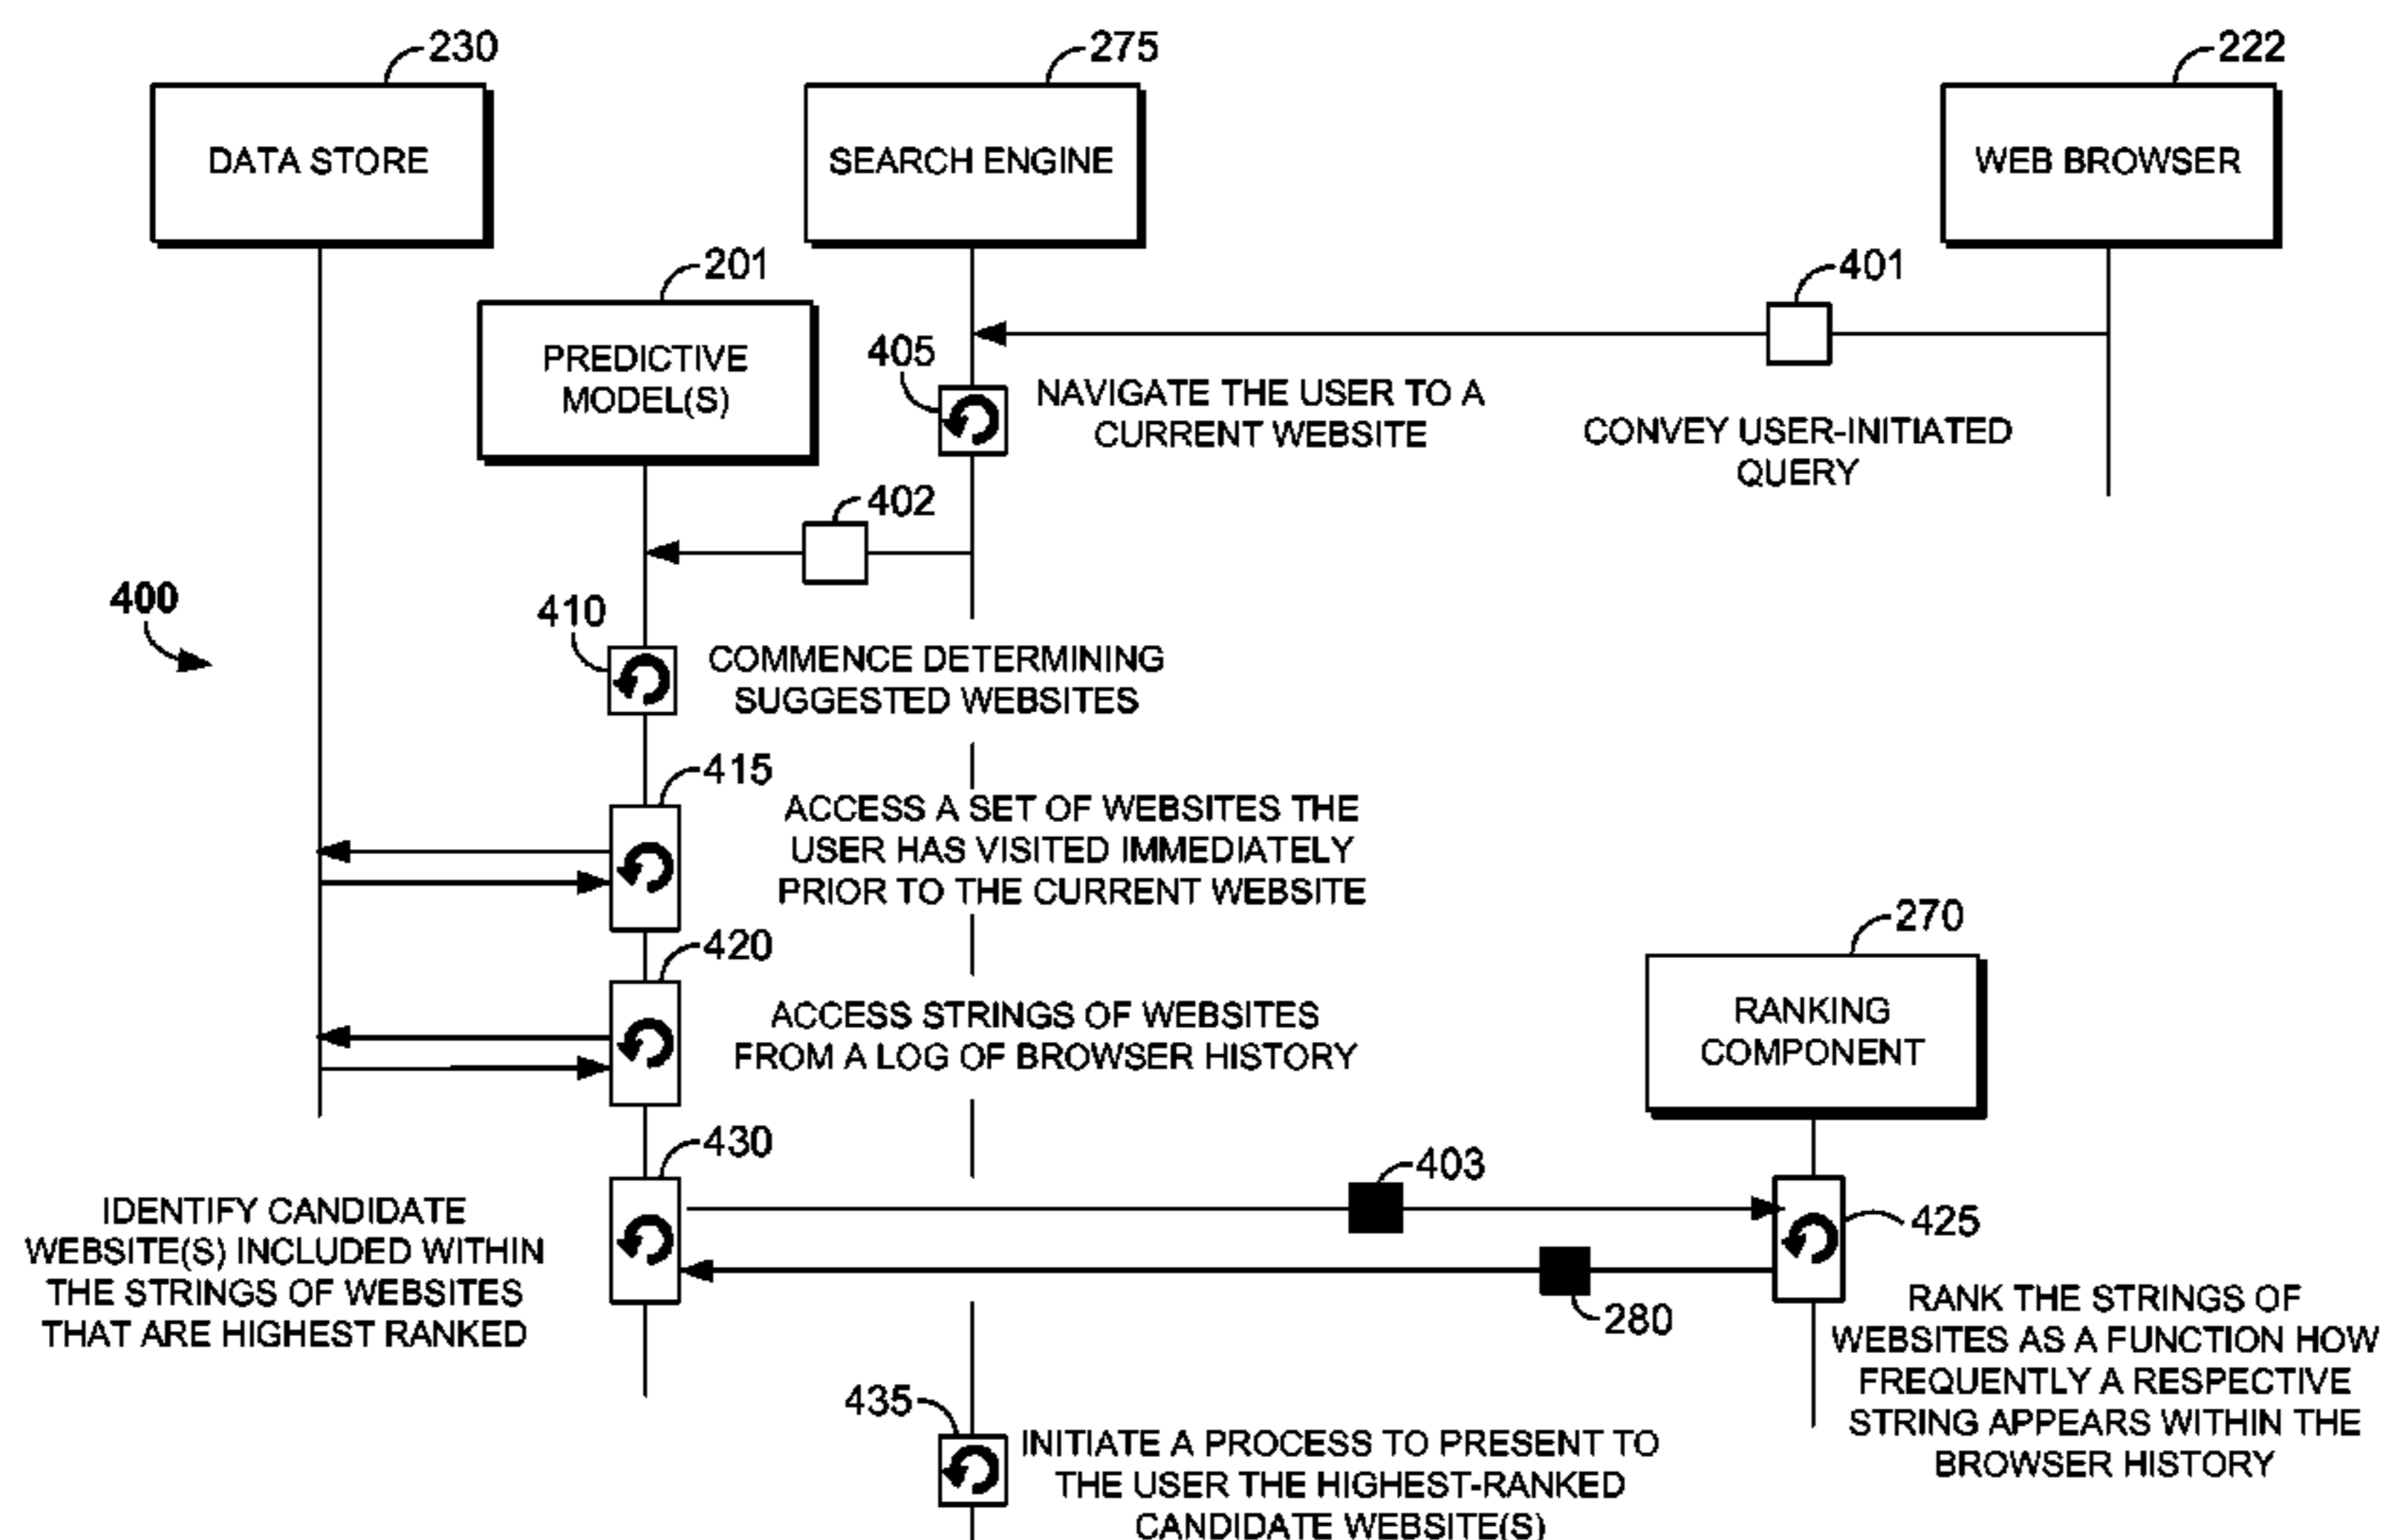 230
275
222
DATA STORE
SEARCH ENGINE
WEB BROWSER
201
401
PREDICTIVE
MODEL(S)
405
NAVIGATE THE USER TO A
CURRENT WEBSITE
CONVEY USER-INITIATED
QUERY
402
400
410
COMMENCE DETERMINING
SUGGESTED WEBSITES
415
ACCESS A SET OF WEBSITES THE
USER HAS VISITED IMMEDIATELY
PRIOR TO THE CURRENT WEBSITE
270
420
RANKING
COMPONENT
ACCESS STRINGS OF WEBSITES
FROM A LOG OF BROWSER HISTORY
430
403
425
IDENTIFY CANDIDATE
WEBSITE(S) INCLUDED WITHIN
THE STRINGS OF WEBSITES
THAT ARE HIGHEST RANKED
280
RANK THE STRINGS OF
WEBSITES AS A FUNCTION HOW
FREQUENTLY A RESPECTIVE
STRING APPEARS WITHIN THE
BROWSER HISTORY
435
INITIATE A PROCESS TO PRESENT TO
THE USER THE HIGHEST-RANKED
CANDIDATE WEBSITE(S)